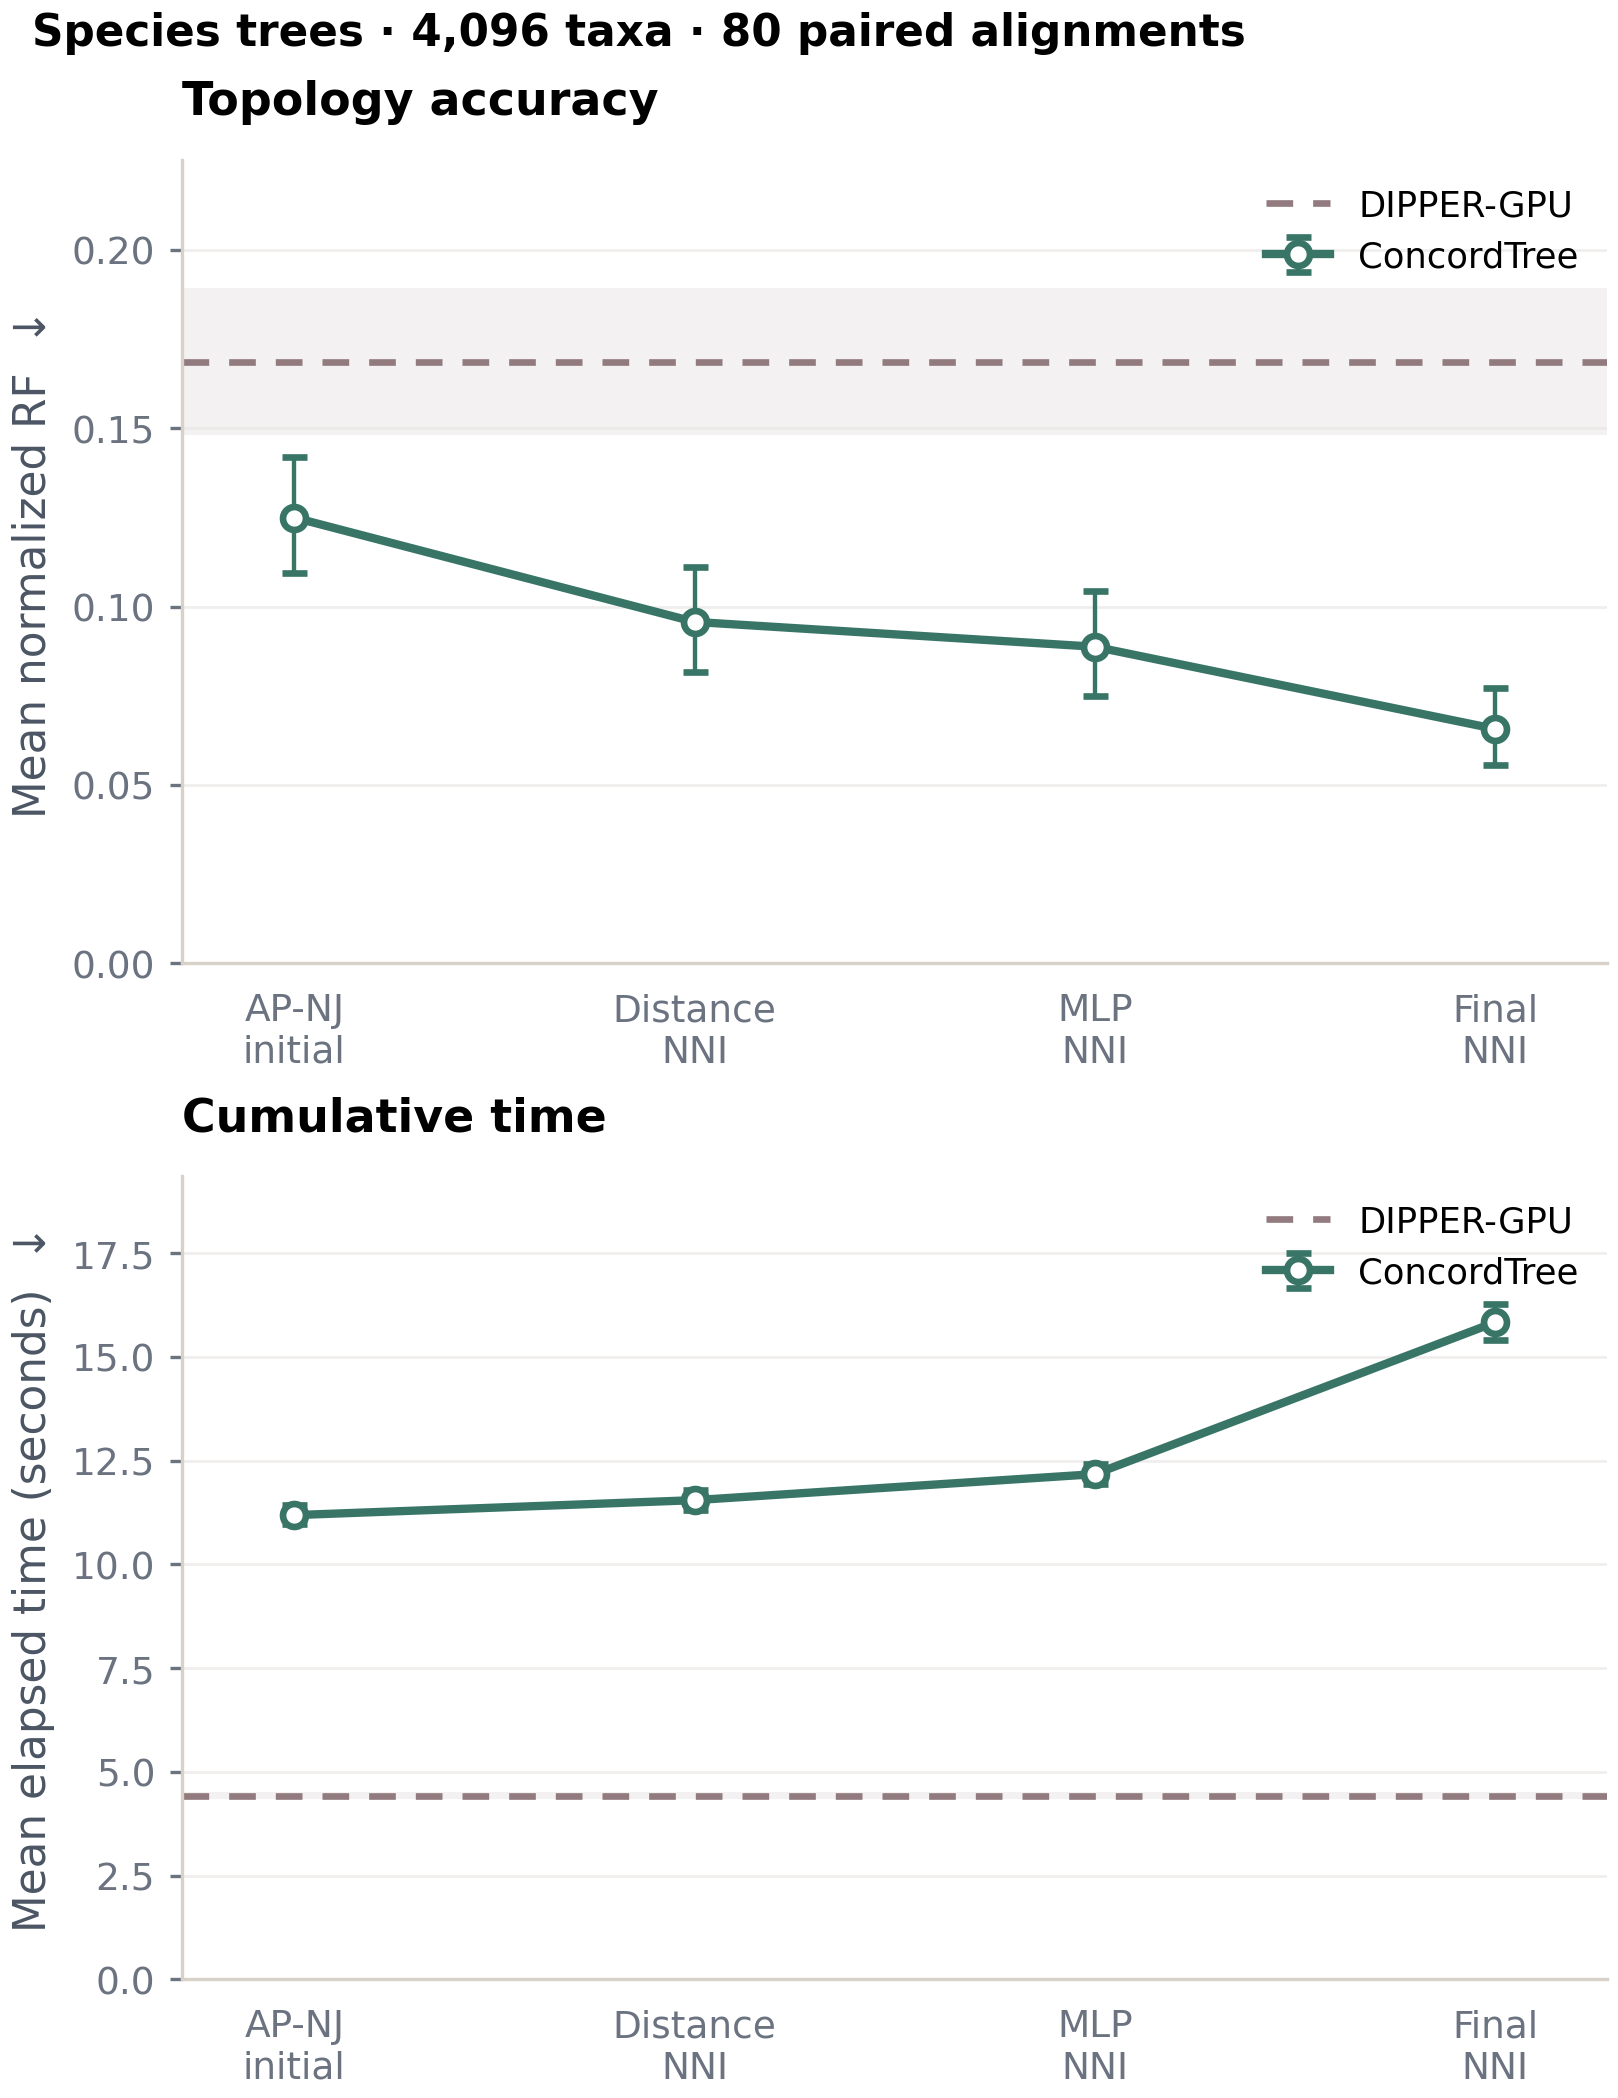 Species trees · 4,096 taxa · 80 paired alignments
Topology accuracy
DIPPER-GPU
ConcordTree
Mean normalized RF ↓
0.20
0.15
0.10
0.05
0.00
AP-NJ
initial
Distance
NNI
MLP
NNI
Final
NNI
Cumulative time
DIPPER-GPU
ConcordTree
Mean elapsed time (seconds) ↓
17.5
15.0
12.5
10.0
7.5
5.0
2.5
0.0
AP-NJ
initial
Distance
NNI
MLP
NNI
Final
NNI